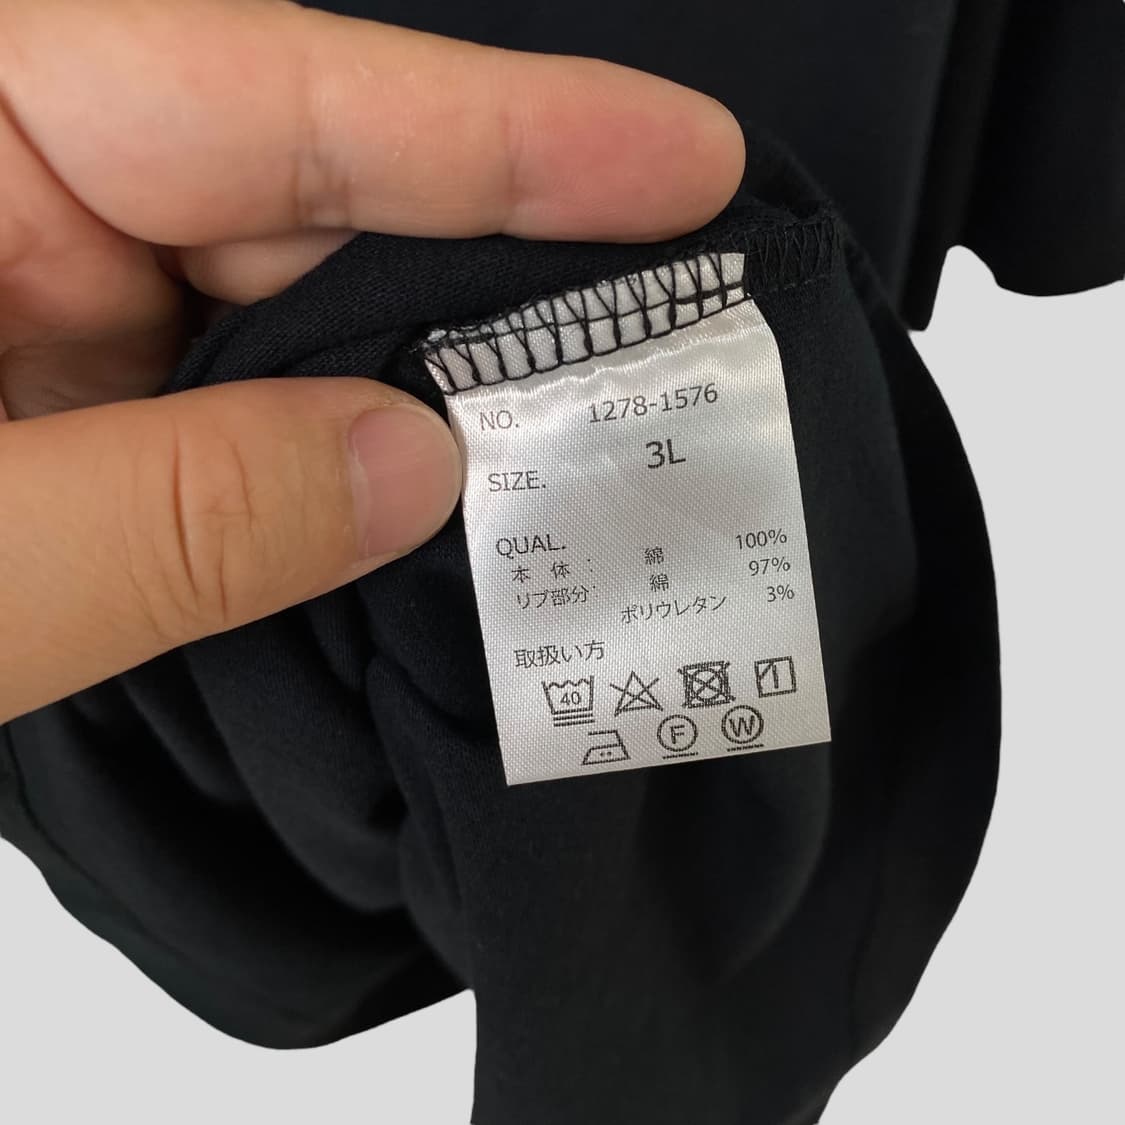 NO. 1278-1576
SIZE. 3L
QUAL.
本体: 綿 100%
リブ部分: 綿 97%
ポリウレタン 3%
取扱い方
40
F W